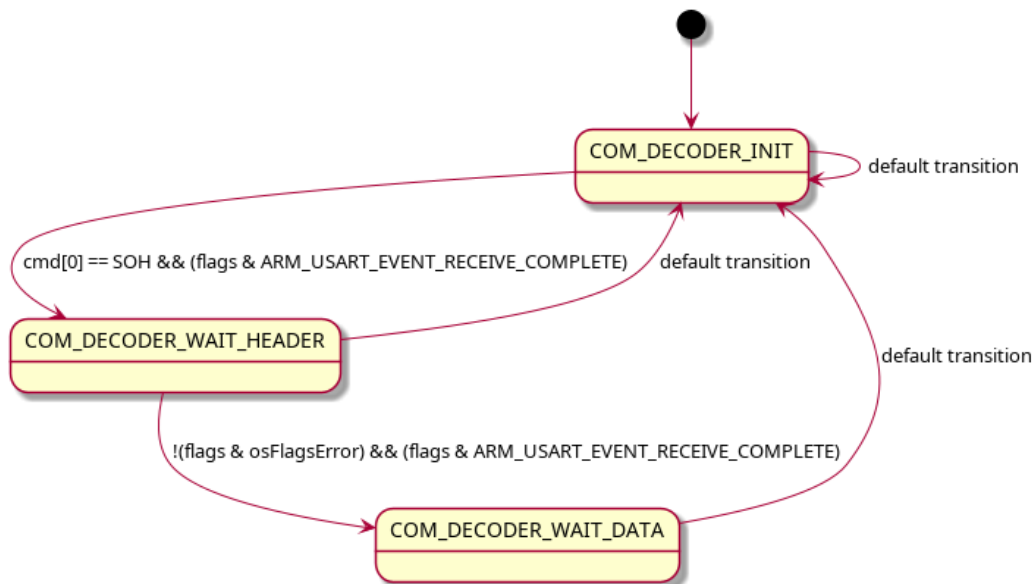 COM_DECODER_INIT
default transition
cmd[0] == SOH && (flags & ARM_USART_EVENT_RECEIVE_COMPLETE)
default transition
COM_DECODER_WAIT_HEADER
default transition
!(flags & osFlagsError) && (flags & ARM_USART_EVENT_RECEIVE_COMPLETE)
COM_DECODER_WAIT_DATA